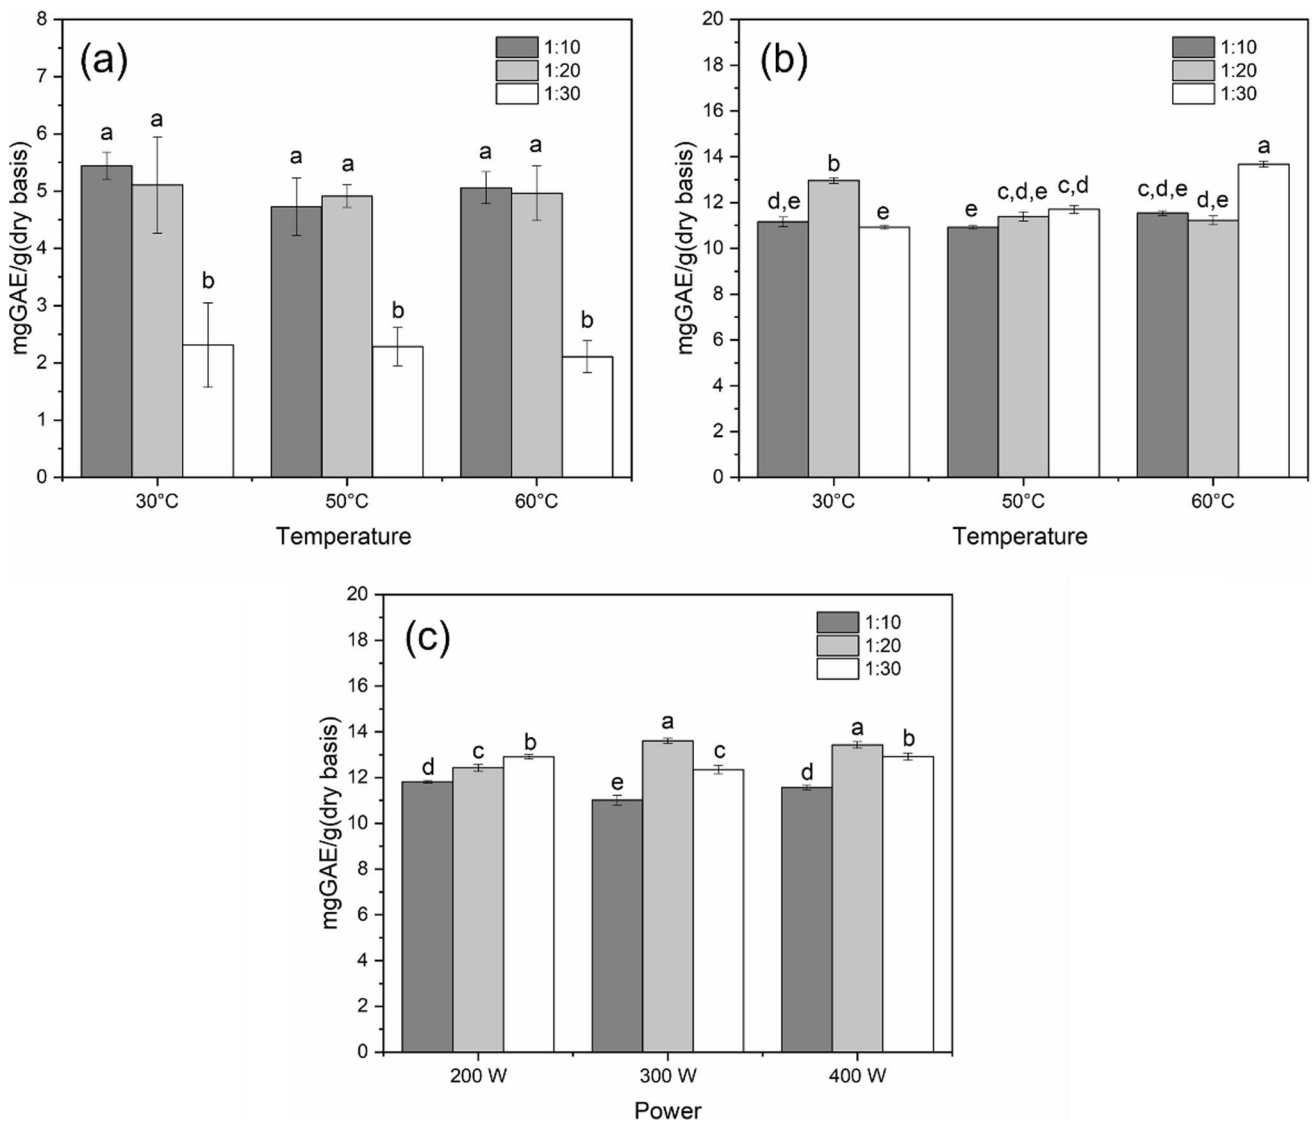 (a)
1:10
1:20
1:30
mgGAE/g(dry basis)
8
7
6
5
4
3
2
1
0
a
a
b
a
a
b
a
a
b
30°C
50°C
60°C
Temperature
(b)
1:10
1:20
1:30
mgGAE/g(dry basis)
20
18
16
14
12
10
8
6
4
2
0
d,e
b
e
e
c,d,e
c,d
c,d,e
d,e
a
30°C
50°C
60°C
Temperature
(c)
1:10
1:20
1:30
mgGAE/g(dry basis)
20
18
16
14
12
10
8
6
4
2
0
d
c
b
e
a
c
d
a
b
200 W
300 W
400 W
Power